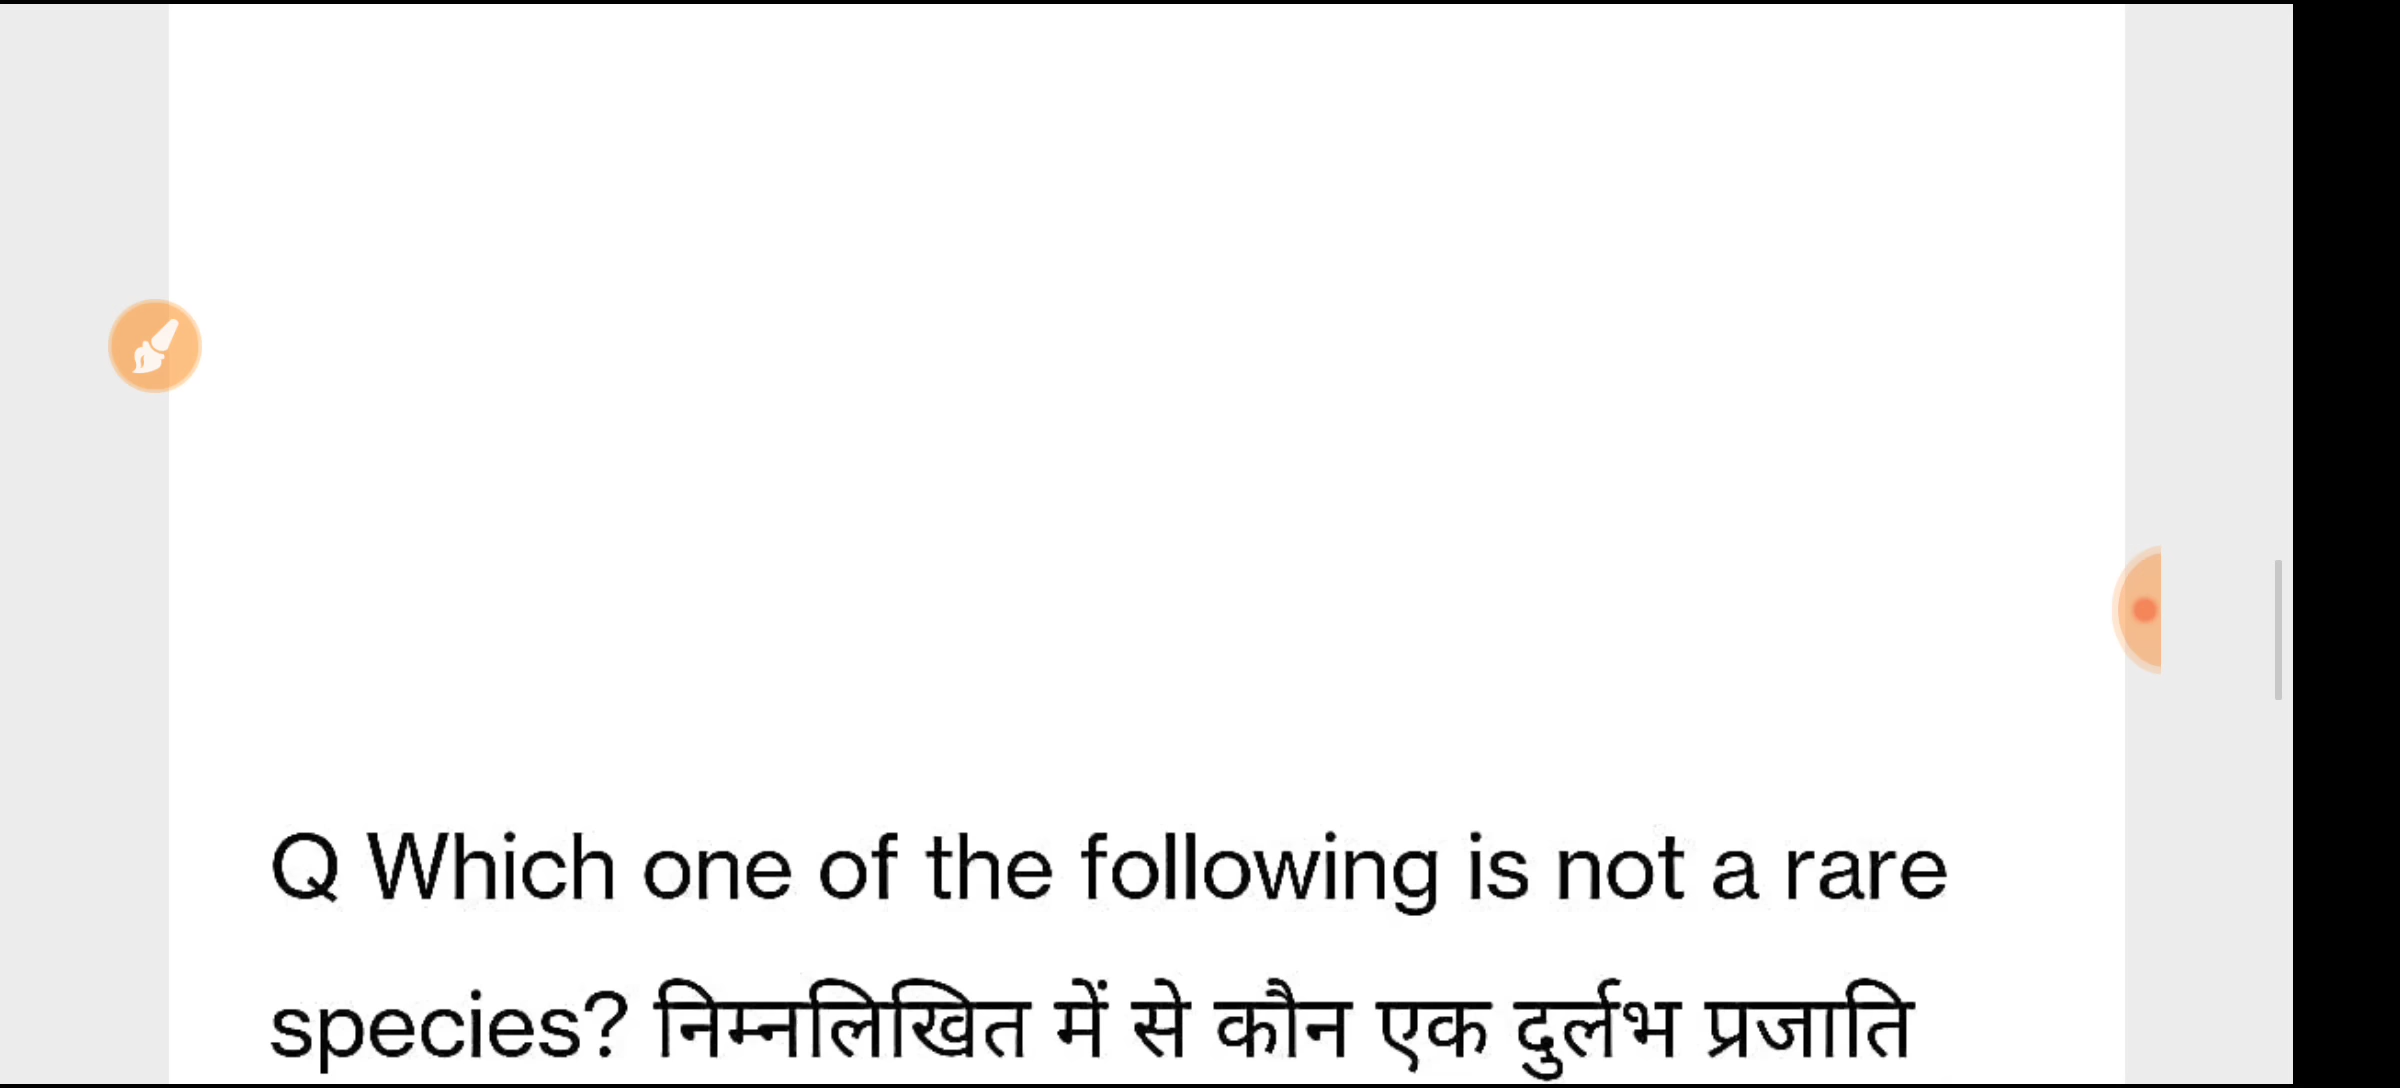 Q Which one of the following is not a rare
species? निम्नलिखित में से कौन एक दुर्लभ प्रजाति